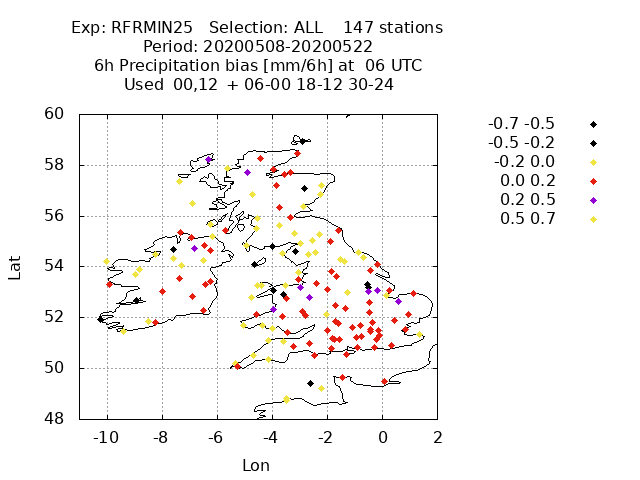 Exp: RFRMIN25 Selection: ALL 147 stations
Period: 20200508-20200522
6h Precipitation bias [mm/6h] at 06 UTC
Used 00,12 + 06-00 18-12 30-24
60
58
56
54
52
50
48
-10 -8 -6 -4 -2 0 2
Lat
Lon
-0.7 -0.5
-0.5 -0.2
-0.2 0.0
0.0 0.2
0.2 0.5
0.5 0.7